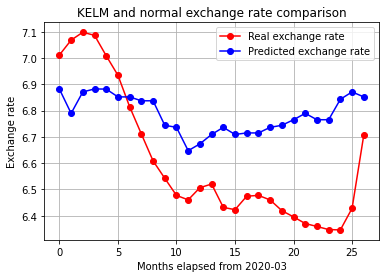 KELM and normal exchange rate comparison
Real exchange rate
Predicted exchange rate
Exchange rate
7.1
7.0
6.9
6.8
6.7
6.6
6.5
6.4
0 5 10 15 20 25
Months elapsed from 2020-03